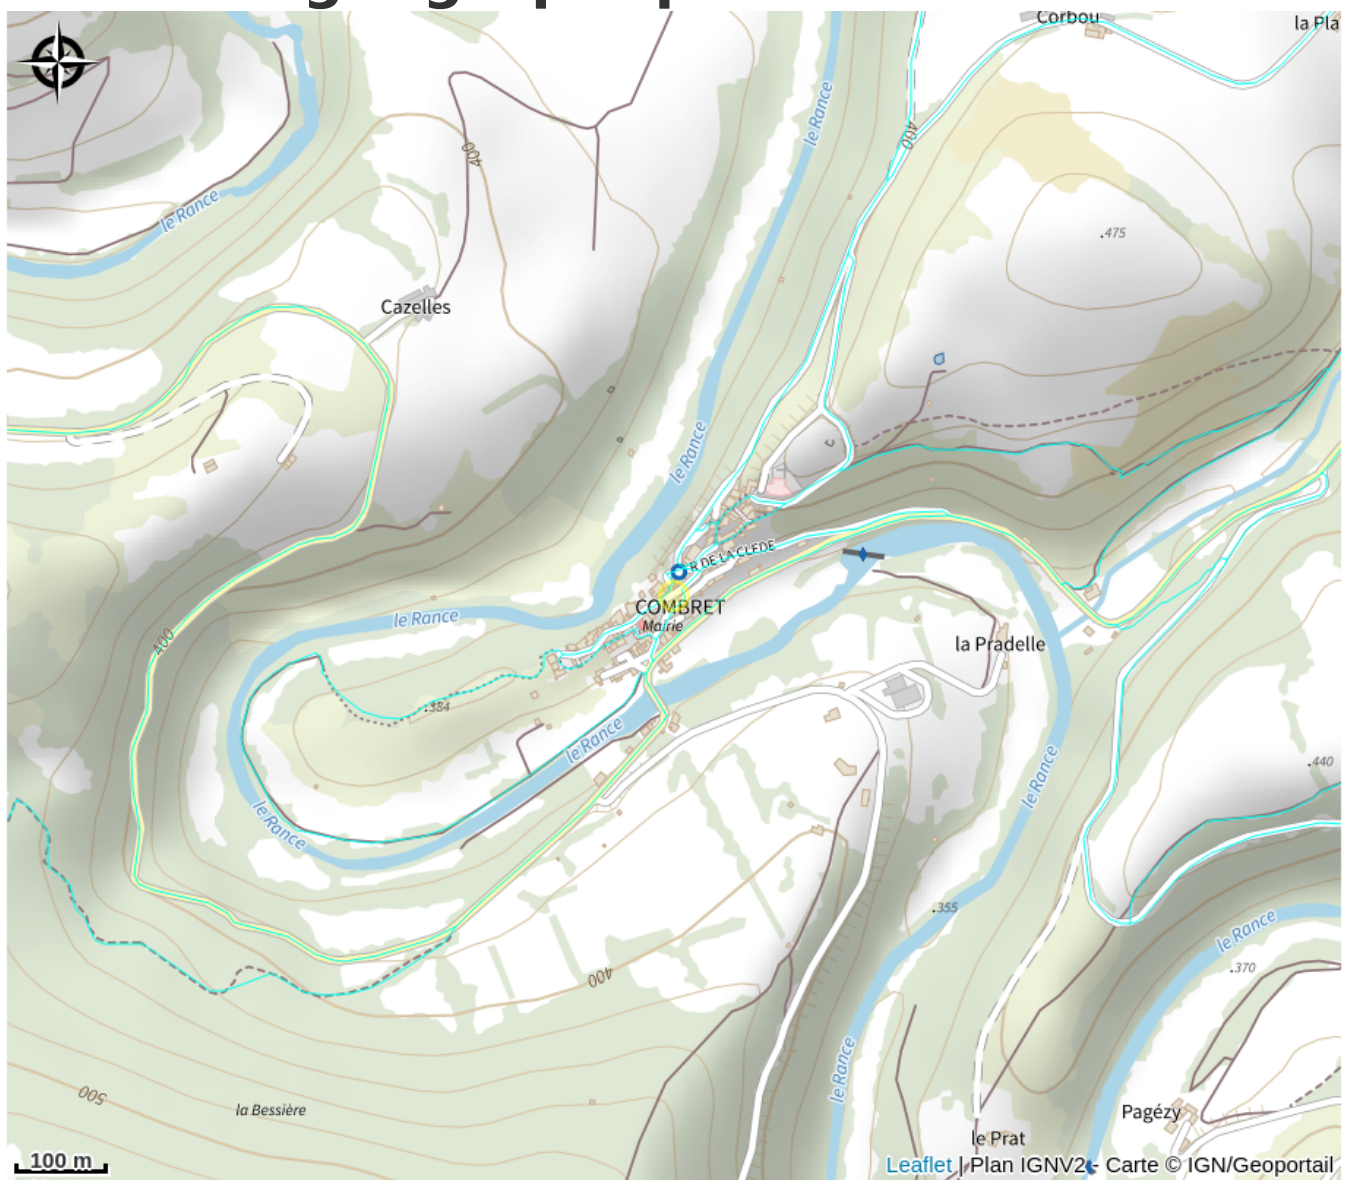 Corbou
la Pla
le Rance
400
400
le Rance
.475
Cazelles
le Rance
R DE LA CLEDE
COMBRET
Mairie
le Rance
400
la Pradelle
.384
le Rance
.440
le Rance
le Rance
.355
le Rance
.370
400
le Rance
500
la Bessière
Pagézy
le Prat
100 m
Leaflet | Plan IGNV2 - Carte © IGN/Geoportail